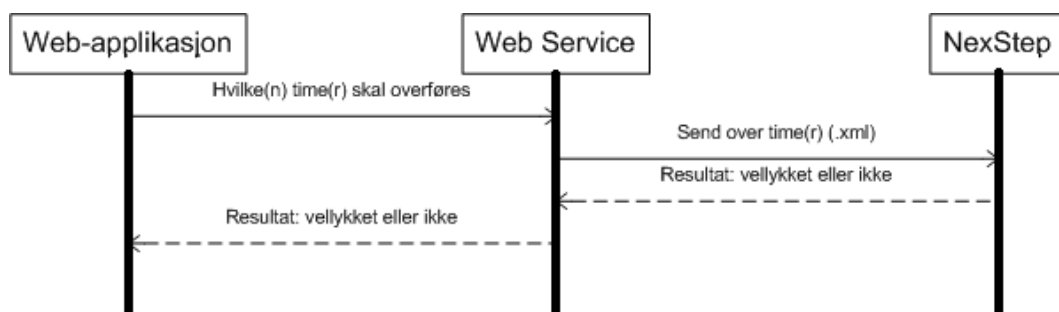 Web-applikasjon
Web Service
NexStep
Hvilke(n) time(r) skal overføres
Send over time(r) (.xml)
Resultat: vellykket eller ikke
Resultat: vellykket eller ikke